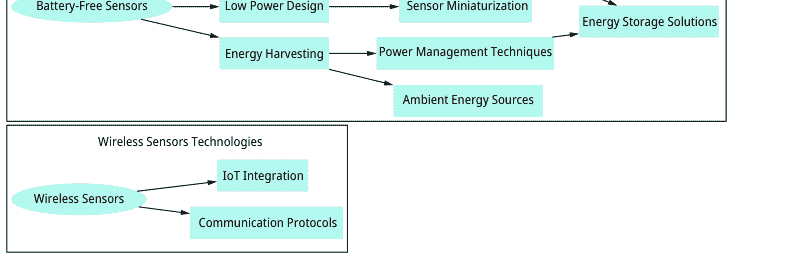 Battery-Free Sensors
Low Power Design
Sensor Miniaturization
Energy Storage Solutions
Energy Harvesting
Power Management Techniques
Ambient Energy Sources
Wireless Sensors Technologies
IoT Integration
Wireless Sensors
Communication Protocols